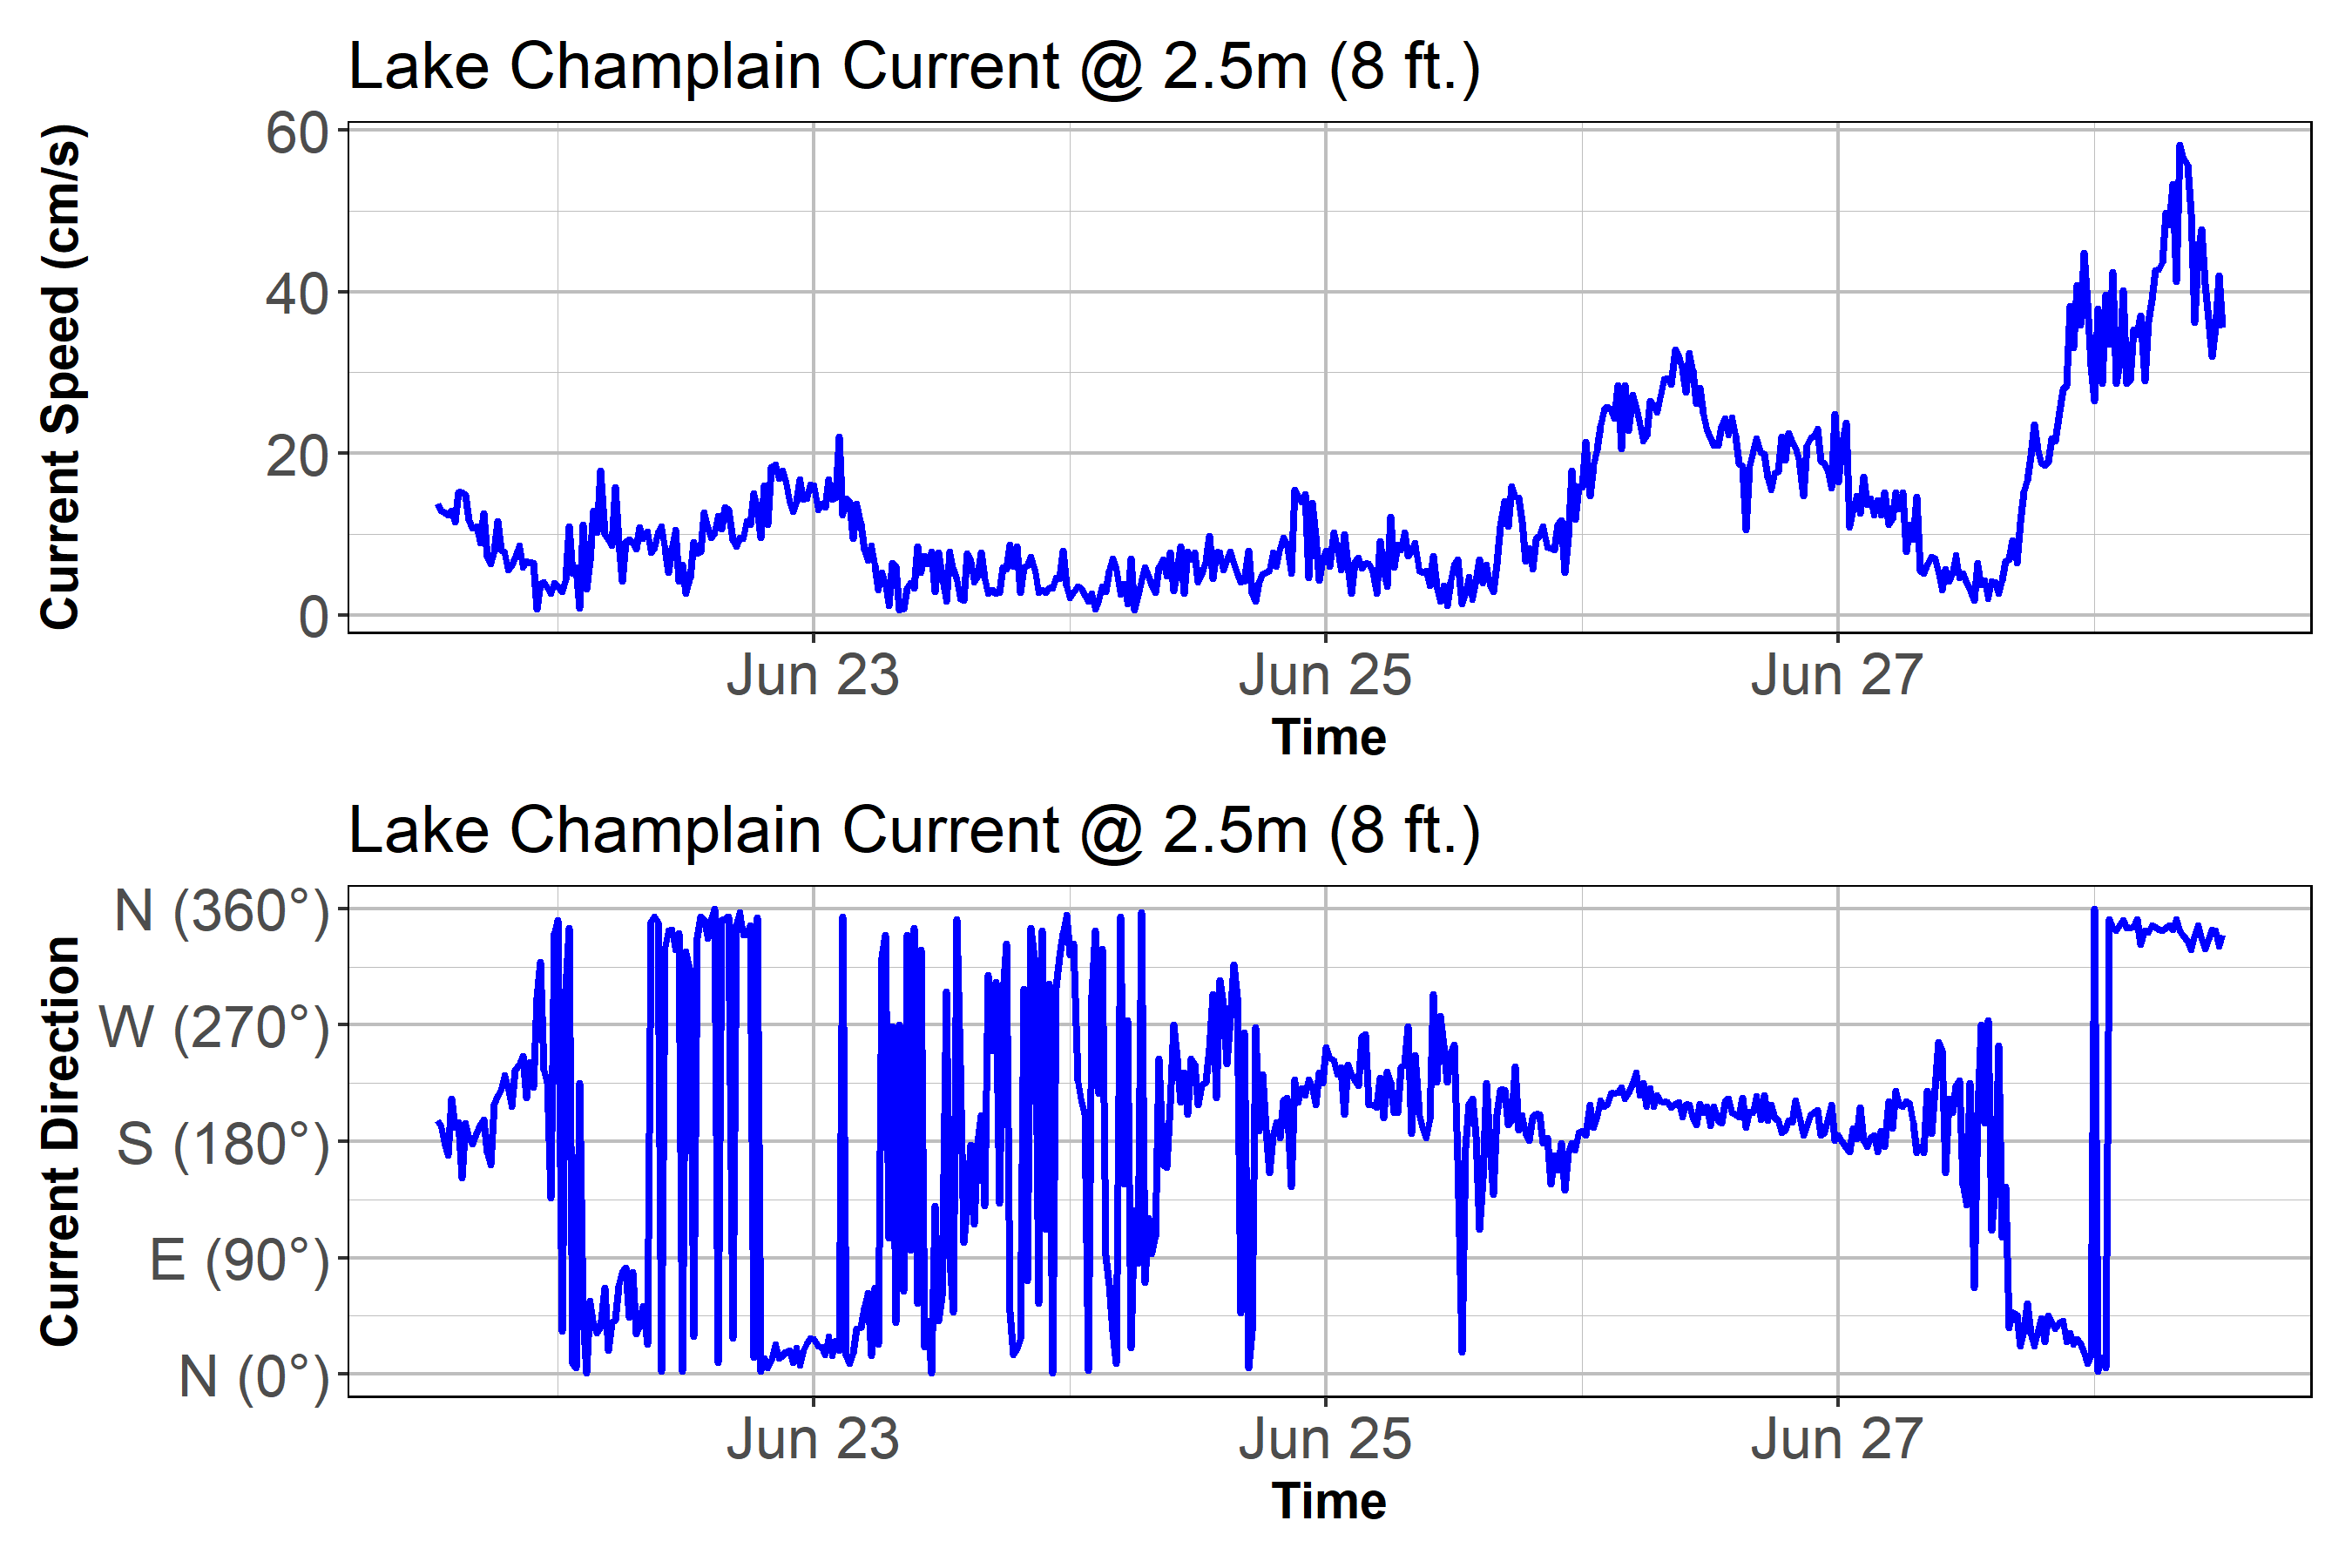 Lake Champlain Current @ 2.5m (8 ft.)
Current Speed (cm/s)
60
40
20
0
Jun 23
Jun 25
Jun 27
Time
Lake Champlain Current @ 2.5m (8 ft.)
Current Direction
N (360°)
W (270°)
S (180°)
E (90°)
N (0°)
Jun 23
Jun 25
Jun 27
Time